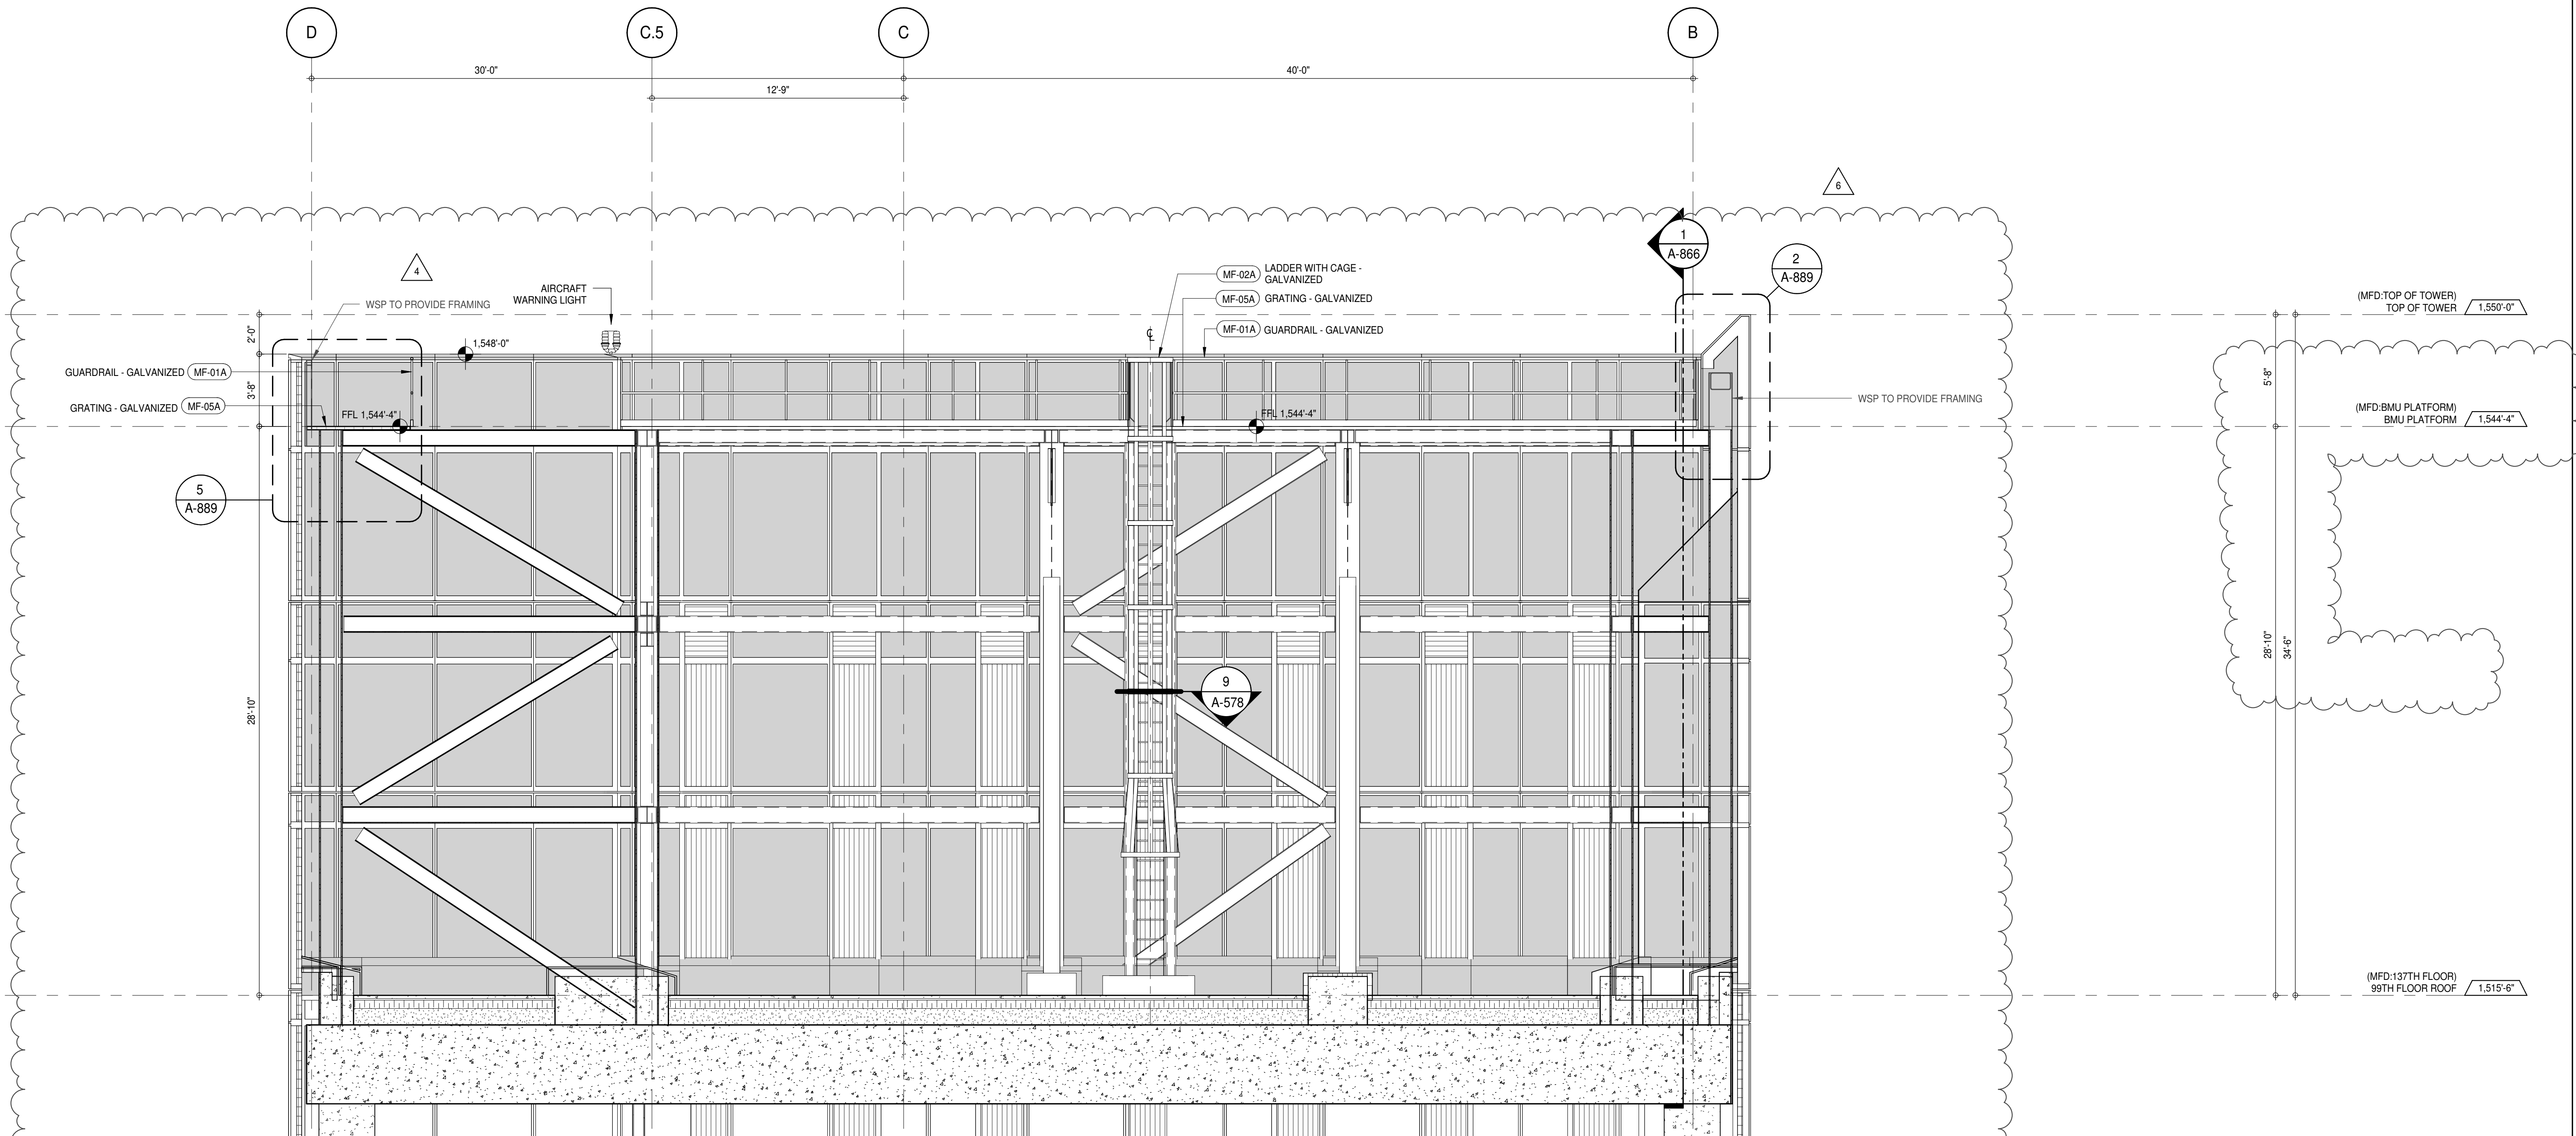 D
C.5
C
B
30'-0"
40'-0"
12'-9"
6
4
1
A-866
2
A-889
AIRCRAFT
WARNING LIGHT
WSP TO PROVIDE FRAMING
MF-02A LADDER WITH CAGE -
GALVANIZED
MF-05A GRATING - GALVANIZED
MF-01A GUARDRAIL - GALVANIZED
(MFD:TOP OF TOWER)
TOP OF TOWER 1,550'-0"
2'-0"
1,548'-0"
CL
GUARDRAIL - GALVANIZED MF-01A
3'-8"
5'-8"
GRATING - GALVANIZED MF-05A
FFL 1,544'-4"
FFL 1,544'-4"
WSP TO PROVIDE FRAMING
(MFD:BMU PLATFORM)
BMU PLATFORM 1,544'-4"
5
A-889
9
A-578
28'-10"
28'-10"
34'-6"
(MFD:137TH FLOOR)
99TH FLOOR ROOF 1,515'-6"